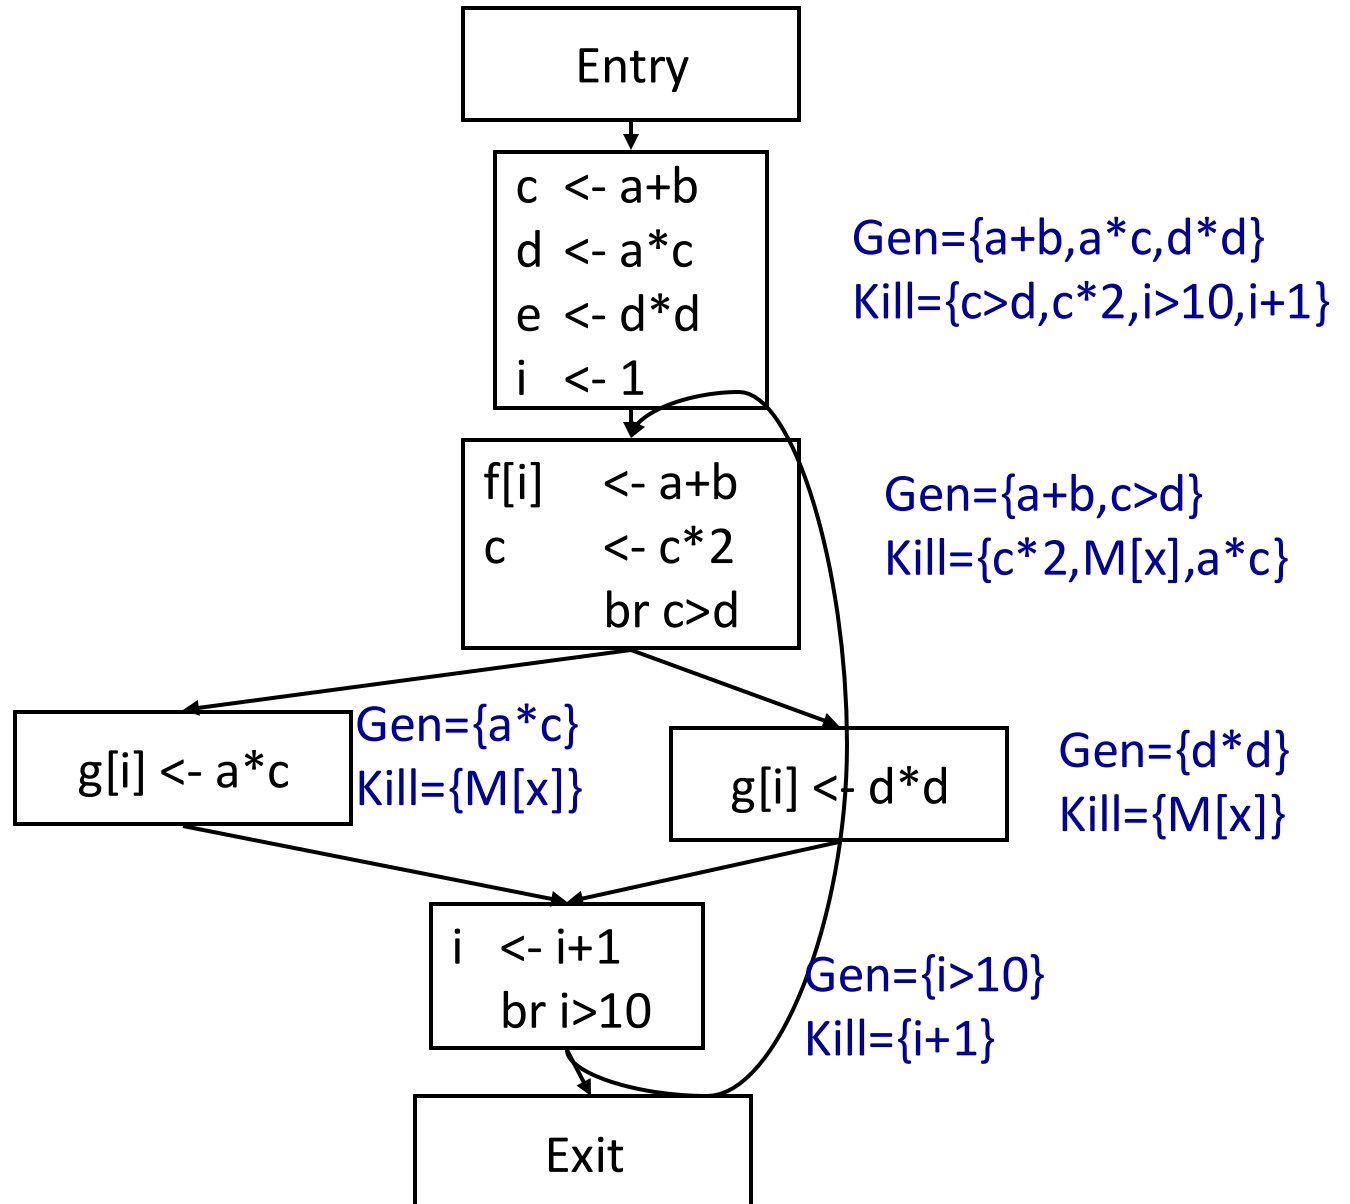 Entry
c <- a+b
d <- a*c
e <- d*d
i <- 1
Gen={a+b,a*c,d*d}
Kill={c>d,c*2,i>10,i+1}
f[i] <- a+b
c <- c*2
br c>d
Gen={a+b,c>d}
Kill={c*2,M[x],a*c}
g[i] <- a*c
Gen={a*c}
Kill={M[x]}
g[i] <- d*d
Gen={d*d}
Kill={M[x]}
i <- i+1
br i>10
Gen={i>10}
Kill={i+1}
Exit